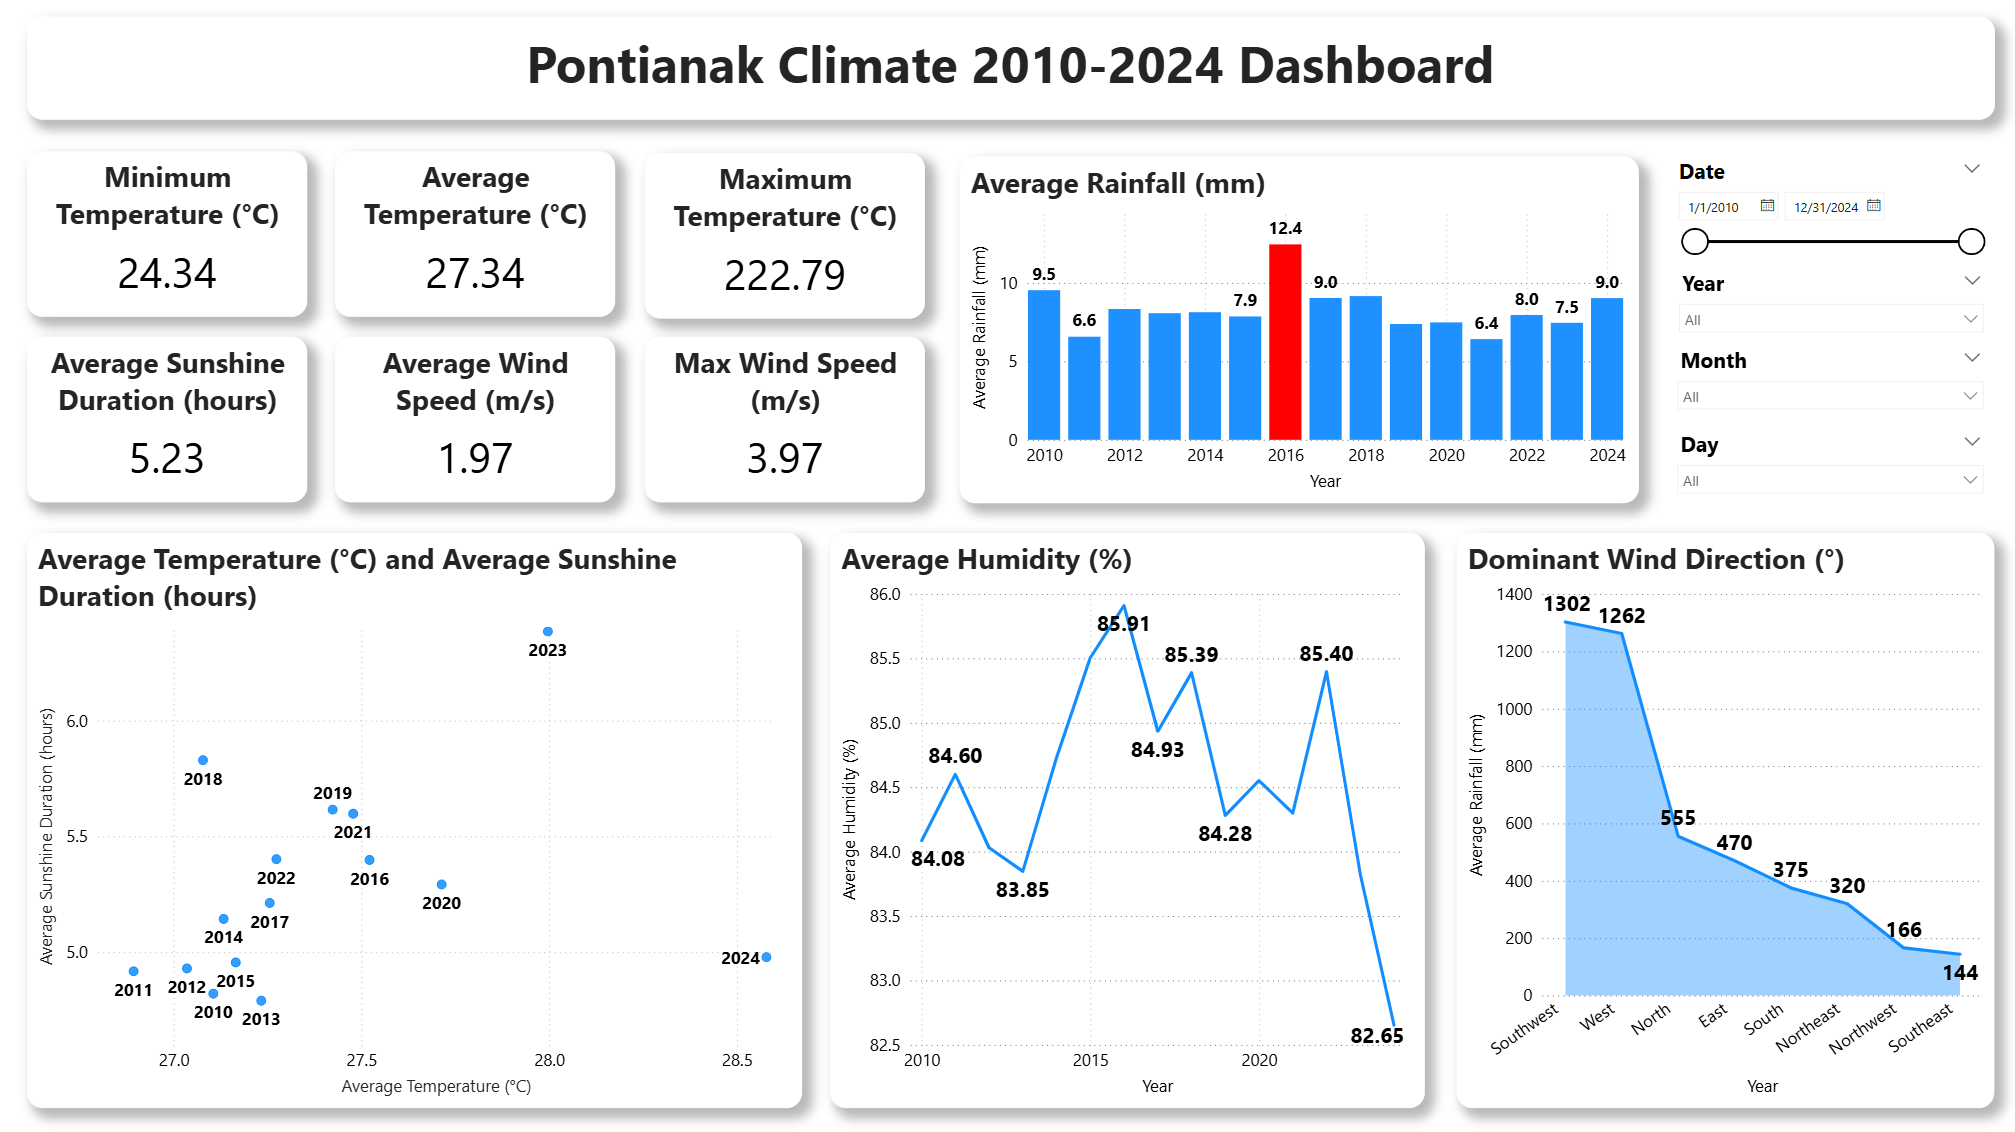 Pontianak Climate 2010-2024 Dashboard
Minimum
Temperature (°C)
24.34
Average
Temperature (°C)
27.34
Maximum
Temperature (°C)
222.79
Average Sunshine
Duration (hours)
5.23
Average Wind
Speed (m/s)
1.97
Max Wind Speed
(m/s)
3.97
Average Rainfall (mm)
Average Rainfall (mm)
10
5
0
9.5
6.6
7.9
12.4
9.0
6.4
8.0
7.5
9.0
2010 2012 2014 2016 2018 2020 2022 2024
Year
Date
1/1/2010 12/31/2024
Year
All
Month
All
Day
All
Average Temperature (°C) and Average Sunshine
Duration (hours)
Average Sunshine Duration (hours)
6.0
5.5
5.0
2023
2018
2019
2021
2022
2016
2020
2017
2014
2024
2011
2012
2015
2010
2013
27.0 27.5 28.0 28.5
Average Temperature (°C)
Average Humidity (%)
Average Humidity (%)
86.0
85.5
85.0
84.5
84.0
83.5
83.0
82.5
84.08
84.60
83.85
85.91
84.93
85.39
84.28
85.40
82.65
2010 2015 2020
Year
Dominant Wind Direction (°)
Average Rainfall (mm)
1400
1200
1000
800
600
400
200
0
1302
1262
555
470
375
320
166
144
Southwest West North East South Northeast Northwest Southeast
Year